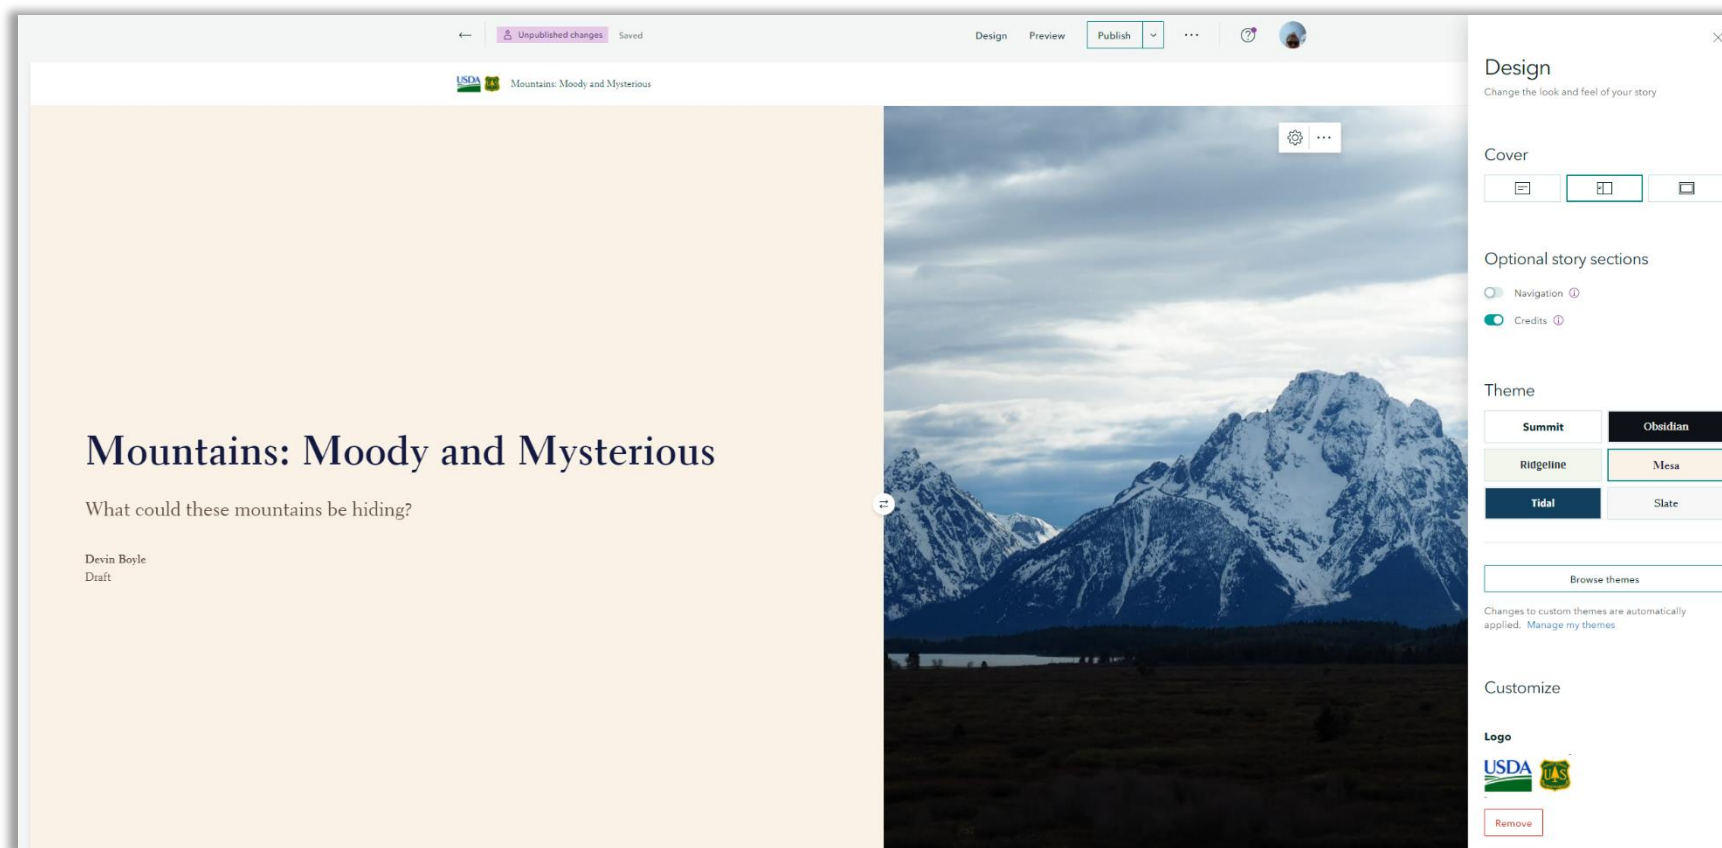 Unpublished changes Saved
Design Preview Publish
USDA Mountains: Moody and Mysterious
Mountains: Moody and Mysterious
What could these mountains be hiding?
Devin Boyle
Draft
Design
Change the look and feel of your story
Cover
Optional story sections
Navigation
Credits
Theme
Summit Obsidian
Ridgeline Mesa
Tidal Slate
Browse themes
Changes to custom themes are automatically
applied. Manage my themes
Customize
Logo
USDA UAS
Remove